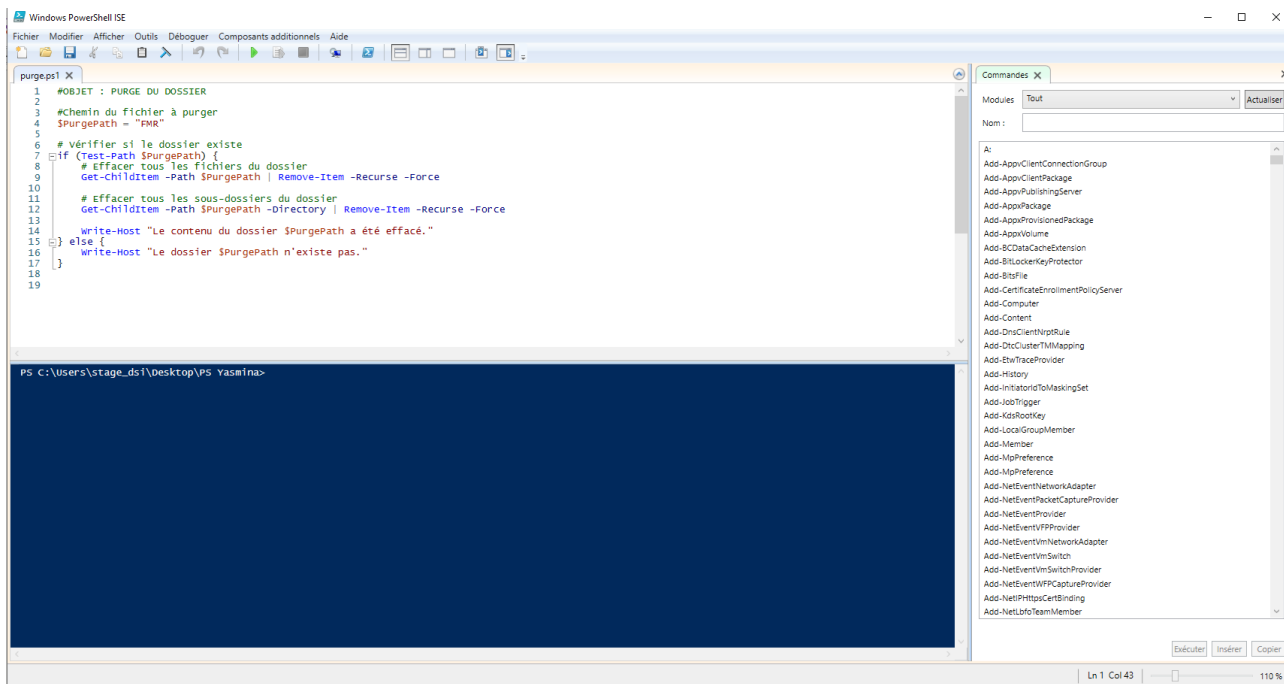 Windows PowerShell ISE
Fichier Modifier Afficher Outils Déboguer Composants additionnels Aide
purge.ps1
1 #OBJET : PURGE DU DOSSIER
2
3 #Chemin du fichier à purger
4 $PurgePath = "FMR"
5
6 # Vérifier si le dossier existe
7 if (Test-Path $PurgePath) {
8 # Effacer tous les fichiers du dossier
9 Get-ChildItem -Path $PurgePath | Remove-Item -Recurse -Force
10
11 # Effacer tous les sous-dossiers du dossier
12 Get-ChildItem -Path $PurgePath -Directory | Remove-Item -Recurse -Force
13
14 Write-Host "Le contenu du dossier $PurgePath a été effacé."
15 } else {
16 Write-Host "Le dossier $PurgePath n'existe pas."
17 }
18
19
PS C:\Users\stage_dsi\Desktop\PS Yasmina>
Commandes
Modules Tout Actualiser
Nom :
A:
Add-AppvClientConnectionGroup
Add-AppvClientPackage
Add-AppvPublishingServer
Add-AppxPackage
Add-AppxProvisionedPackage
Add-AppxVolume
Add-BCDataCacheExtension
Add-BitLockerKeyProtector
Add-BitsFile
Add-CertificateEnrollmentPolicyServer
Add-Computer
Add-Content
Add-DnsClientNrptRule
Add-DtcClusterTMMapping
Add-EtwTraceProvider
Add-History
Add-InitiatorIdToMaskingSet
Add-JobTrigger
Add-KdsRootKey
Add-LocalGroupMember
Add-Member
Add-MpPreference
Add-MpPreference
Add-NetEventNetworkAdapter
Add-NetEventPacketCaptureProvider
Add-NetEventProvider
Add-NetEventVFPProvider
Add-NetEventVmNetworkAdapter
Add-NetEventVmSwitch
Add-NetEventVmSwitchProvider
Add-NetEventWFPCaptureProvider
Add-NetIPHttpsCertBinding
Add-NetLbfoTeamMember
Exécuter Insérer Copier
Ln 1 Col 43 110 %